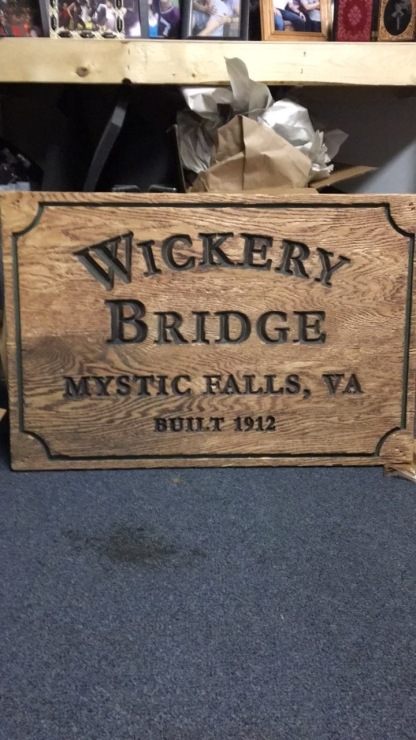 WICKERY
BRIDGE
MYSTIC FALLS, VA
BUILT 1912